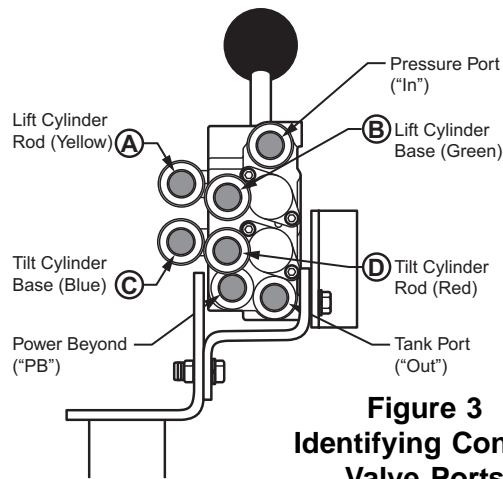 Pressure Port
(“In”)
Lift Cylinder
Rod (Yellow) A
B Lift Cylinder
Base (Green)
Tilt Cylinder
Base (Blue) C
D Tilt Cylinder
Rod (Red)
Power Beyond
(“PB”)
Tank Port
(“Out”)
Figure 3
Identifying Con
Valve Ports